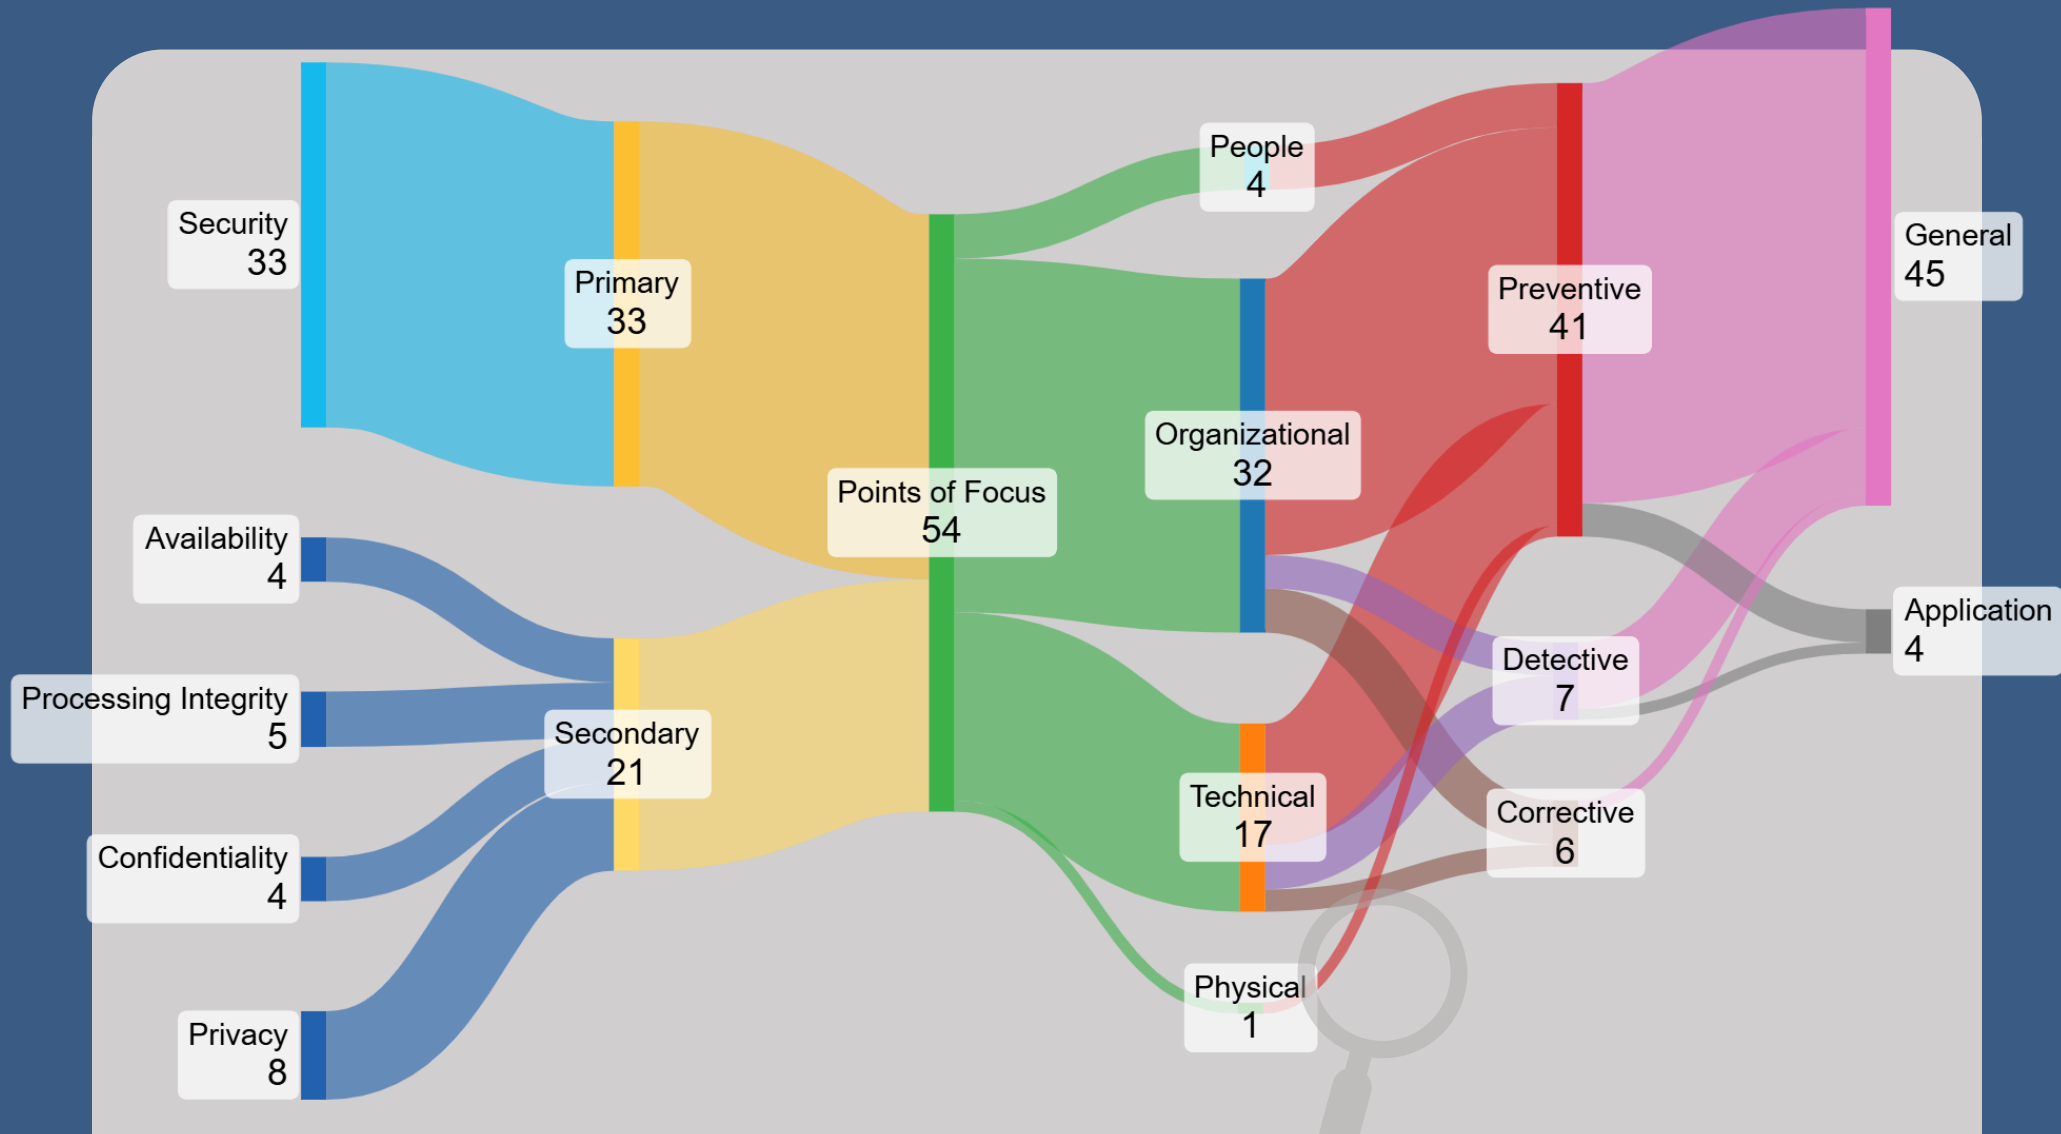 Security
33
Availability
4
Processing Integrity
5
Confidentiality
4
Privacy
8
Primary
33
Secondary
21
Points of Focus
54
People
4
Organizational
32
Technical
17
Physical
1
Preventive
41
Detective
7
Corrective
6
General
45
Application
4